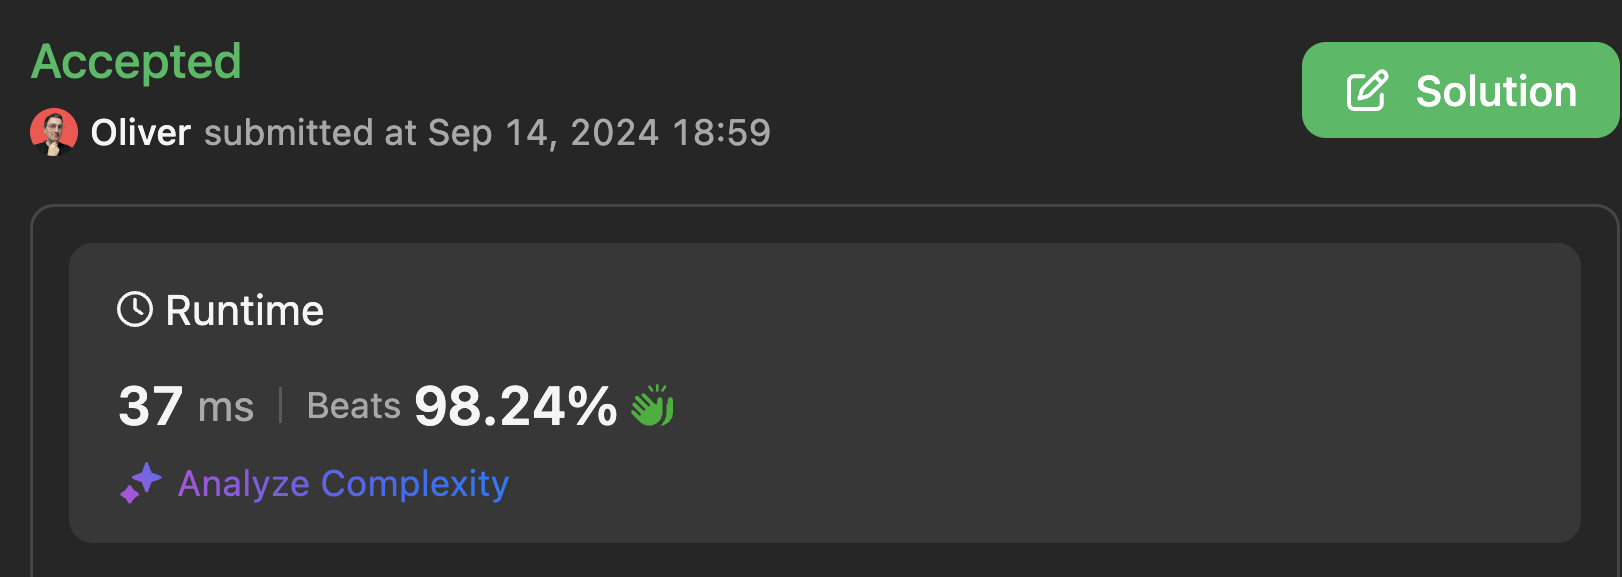 Accepted
Solution
Oliver submitted at Sep 14, 2024 18:59
Runtime
37 ms | Beats 98.24%
Analyze Complexity